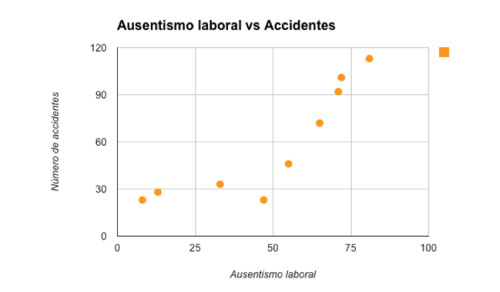 Ausentismo laboral vs Accidentes
120
90
60
30
0
Número de accidentes
0 25 50 75 100
Ausentismo laboral